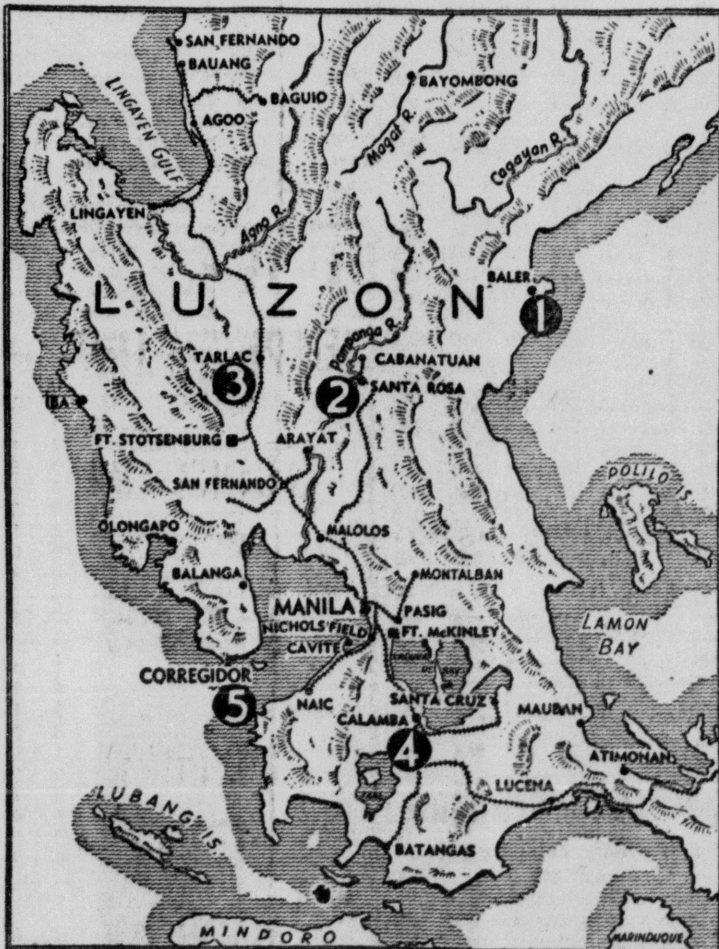 SAN FERNANDO
BAUANG
BAYOMBONG
LINGAYEN GULF
BAGUIO
AGOO
Magat R.
Cagayan R.
LINGAYEN
Agno R.
BALER
LUZON
1
Pampanga R.
TARLAC
CABANATUAN
3
2
SANTA ROSA
IBA
FT. STOTSENBURG
ARAYAT
SAN FERNANDO
POLILO IS.
OLONGAPO
MALOLOS
BALANGA
MONTALBAN
MANILA
PASIG
NICHOLS FIELD
FT. McKINLEY
LAMON
BAY
CAVITE
CORREGIDOR
5
NAIC
SANTA CRUZ
CALAMBA
MAUBAN
4
ATIMONAN
LUCENA
LUBANG IS.
BATANGAS
MINDORO
MARINDUQUE